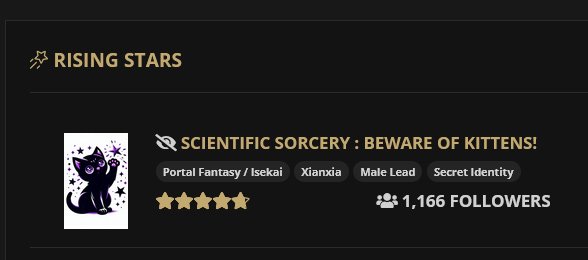 RISING STARS
SCIENTIFIC SORCERY : BEWARE OF KITTENS!
Portal Fantasy / Isekai Xianxia Male Lead Secret Identity
1,166 FOLLOWERS